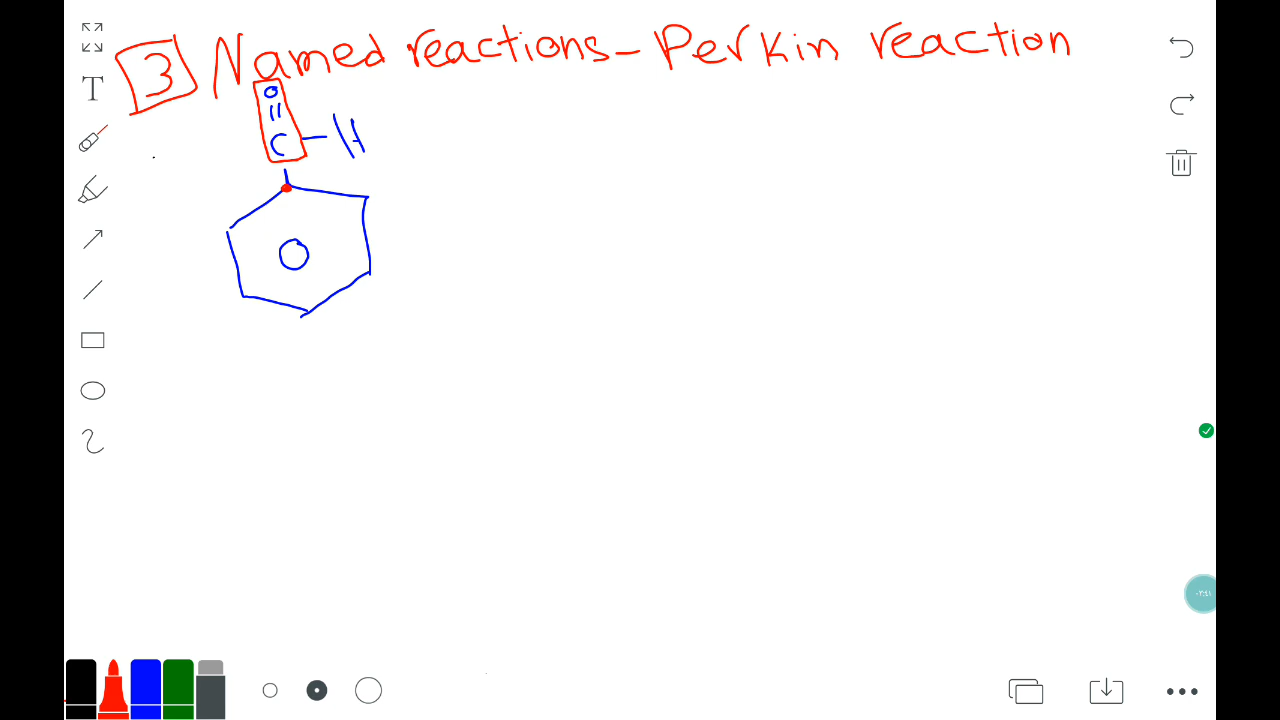 3 Named reactions - Perkin reaction
O
=
C - H
T